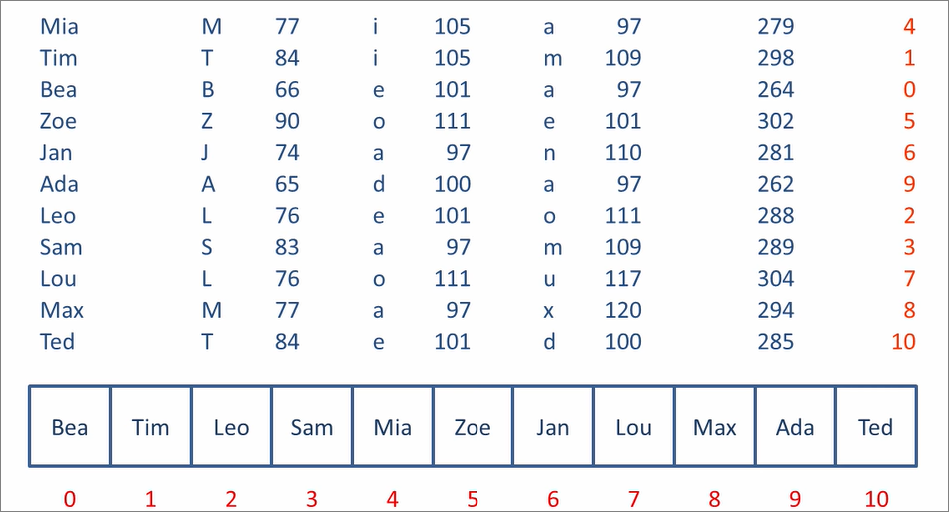 Mia M 77 i 105 a 97 279 4
Tim T 84 i 105 m 109 298 1
Bea B 66 e 101 a 97 264 0
Zoe Z 90 o 111 e 101 302 5
Jan J 74 a 97 n 110 281 6
Ada A 65 d 100 a 97 262 9
Leo L 76 e 101 o 111 288 2
Sam S 83 a 97 m 109 289 3
Lou L 76 o 111 u 117 304 7
Max M 77 a 97 x 120 294 8
Ted T 84 e 101 d 100 285 10
Bea Tim Leo Sam Mia Zoe Jan Lou Max Ada Ted
0 1 2 3 4 5 6 7 8 9 10